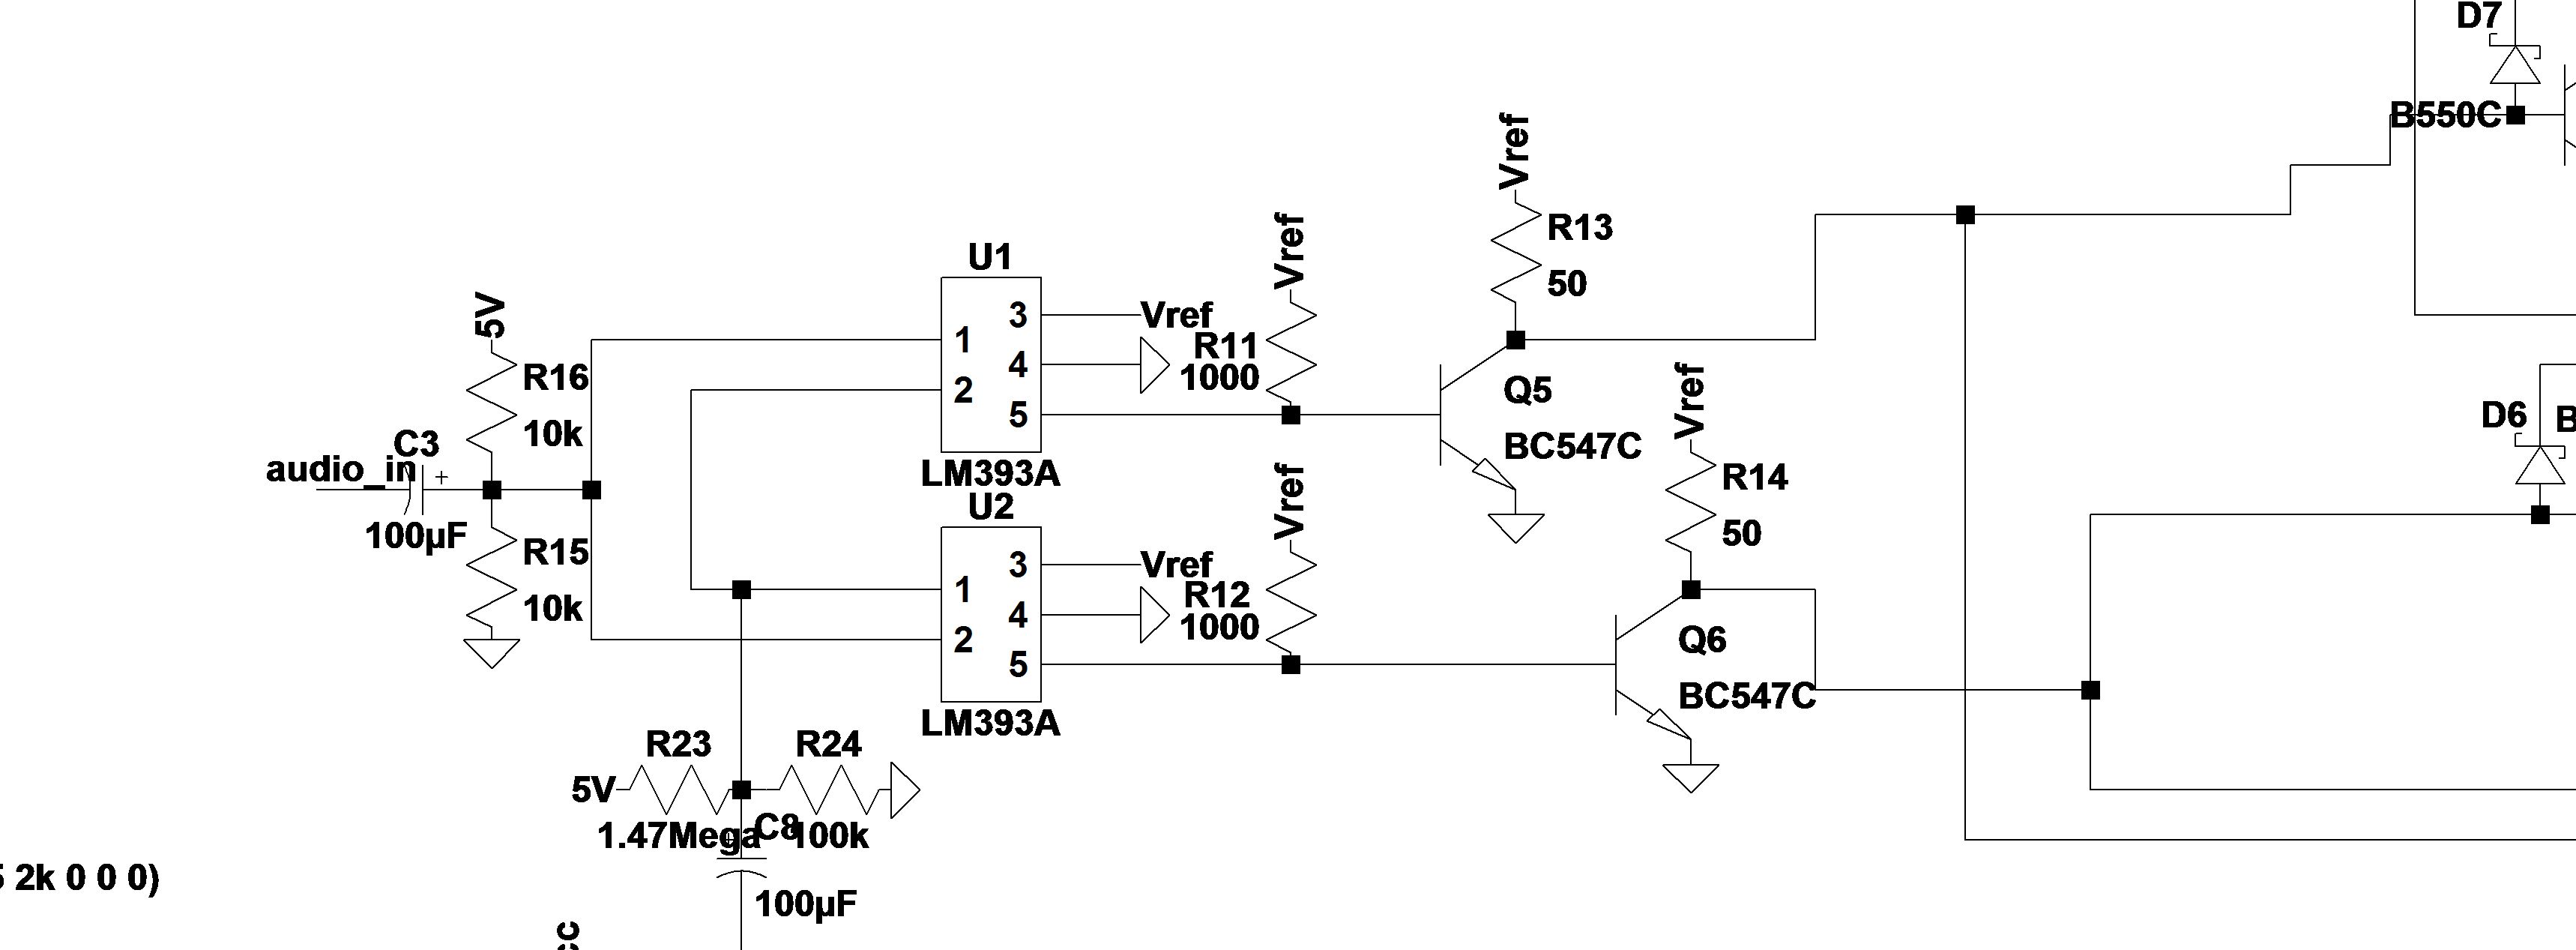 D7
B550C
Vref
R13
50
Vref
U1
3
Vref
1
4
R11
1000
2
5
LM393A
5V
R16
10k
C3
audio_in
+
100µF
R15
10k
Q5
BC547C
Vref
R14
50
D6
B
U2
Vref
3
Vref
1
4
R12
1000
2
5
LM393A
Q6
BC547C
R23
R24
5V
1.47Mega
C8
100k
100µF
2k 0 0 0)